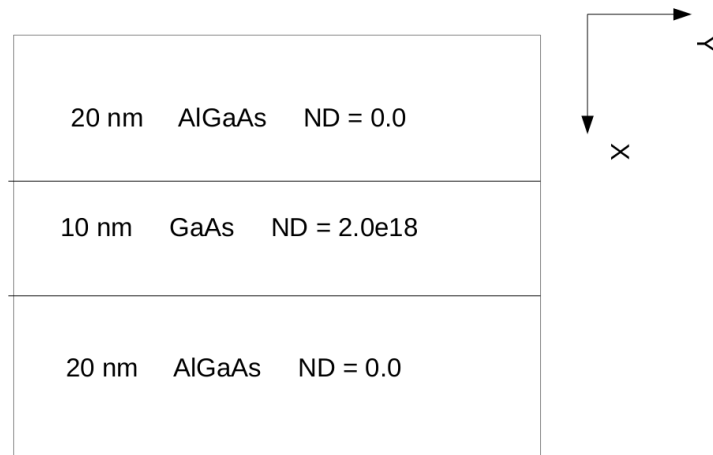 Y
20 nm AlGaAs ND = 0.0
X
10 nm GaAs ND = 2.0e18
20 nm AlGaAs ND = 0.0